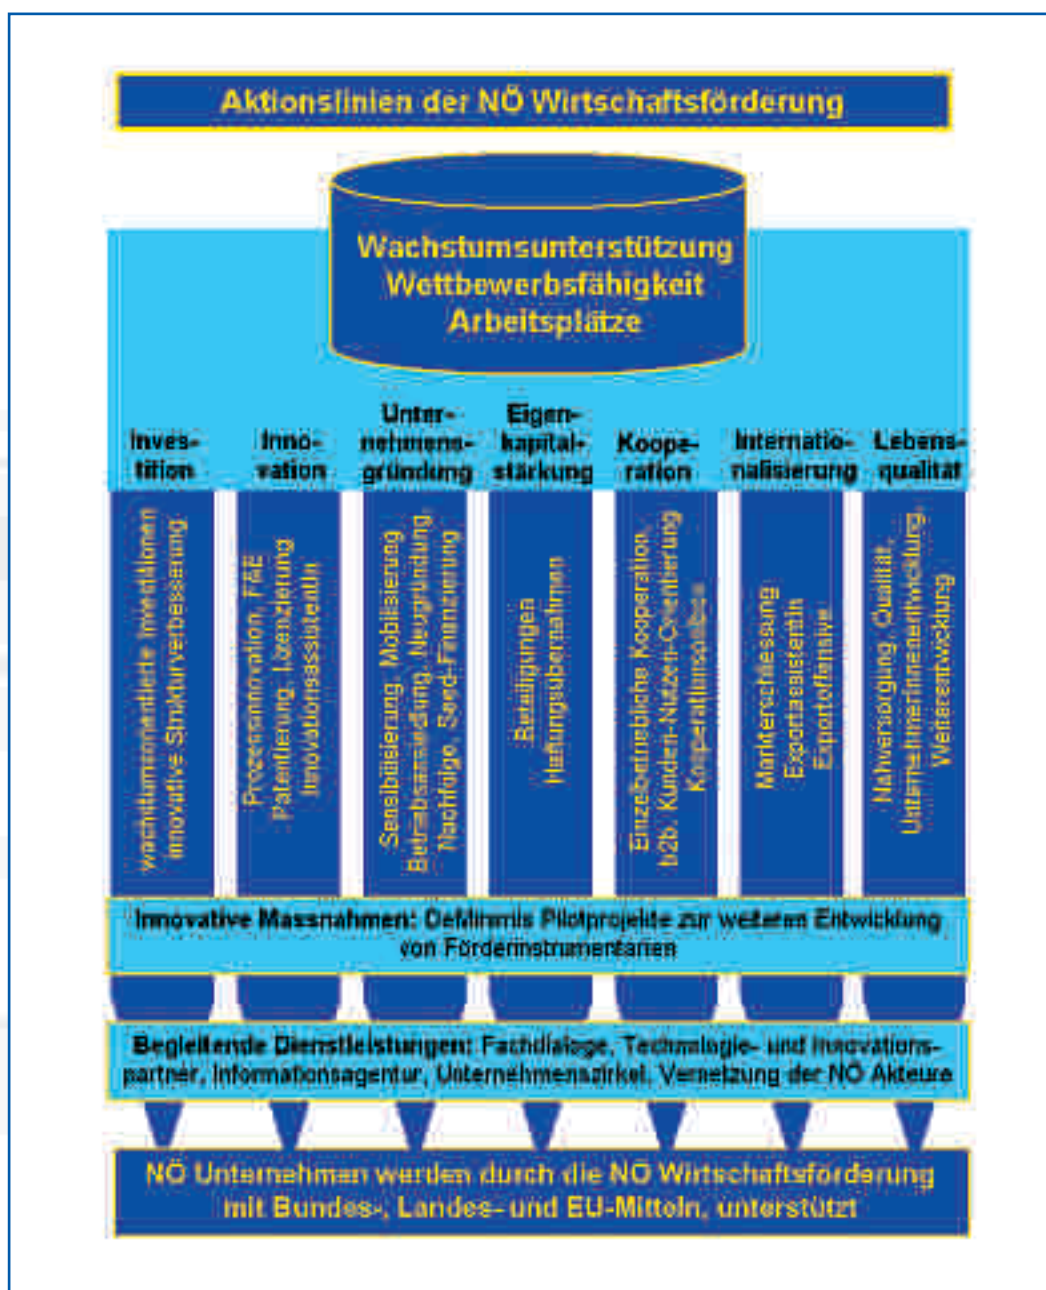 Aktionslinien der NÖ Wirtschaftsförderung
Wachstumsunterstützung
Wettbewerbsfähigkeit
Arbeitsplätze
Inves-
tition
Inno-
vation
Unter-
nehmens-
gründung
Eigen-
kapital-
stärkung
Koope-
ration
Internatio-
nalisierung
Lebens-
qualität
wachstumsorientierte Investitionen
innovative Strukturverbesserung
Prozessinnovation, F&E
Patentierung, Lizenzierung
InnovationsassistentIn
Sensibilisierung, Mobilisierung
Betriebsansiedlung, Neugründung,
Nachfolge, Seed-Finanzierung
Beteiligungen
Haftungsübernahmen
Einzelbetriebliche Kooperation,
b2b, Kunden-Nutzen-Orientierung
Markterschliessung
ExportassistentIn
Exportoffensive
Nahversorgung, Qualität,
UnternehmerInnenentwicklung,
Weiterentwicklung
Innovative Massnahmen: DeMinimis Pilotprojekte zur weiteren Entwicklung
von Förderinstrumentarien
Begleitende Dienstleistungen: Fachdialoge, Technologie- und Innovations-
partner, Informationsagentur, Unternehmenszirkel, Vernetzung der NÖ Akteure
NÖ Unternehmen werden durch die NÖ Wirtschaftsförderung
mit Bundes-, Landes- und EU-Mitteln, unterstützt